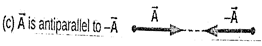 (c) A⃗ is antiparallel to –A⃗ A⃗ –A⃗